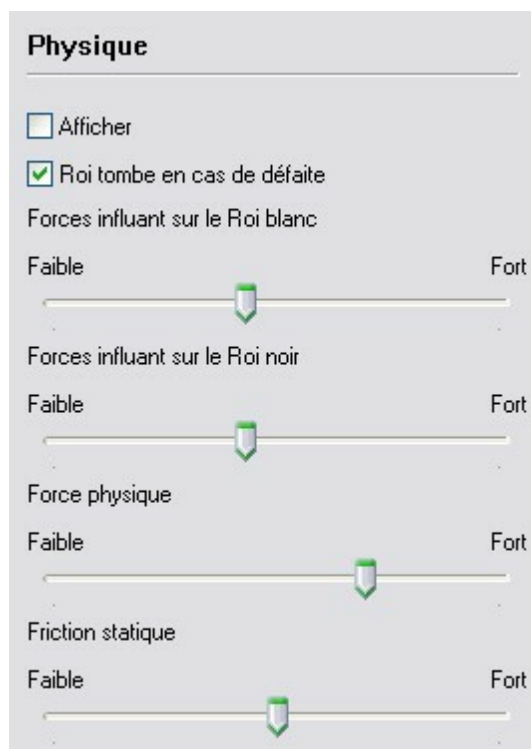 Physique
Afficher
Roi tombe en cas de défaite
Forces influant sur le Roi blanc
Faible Fort
Forces influant sur le Roi noir
Faible Fort
Force physique
Faible Fort
Friction statique
Faible Fort